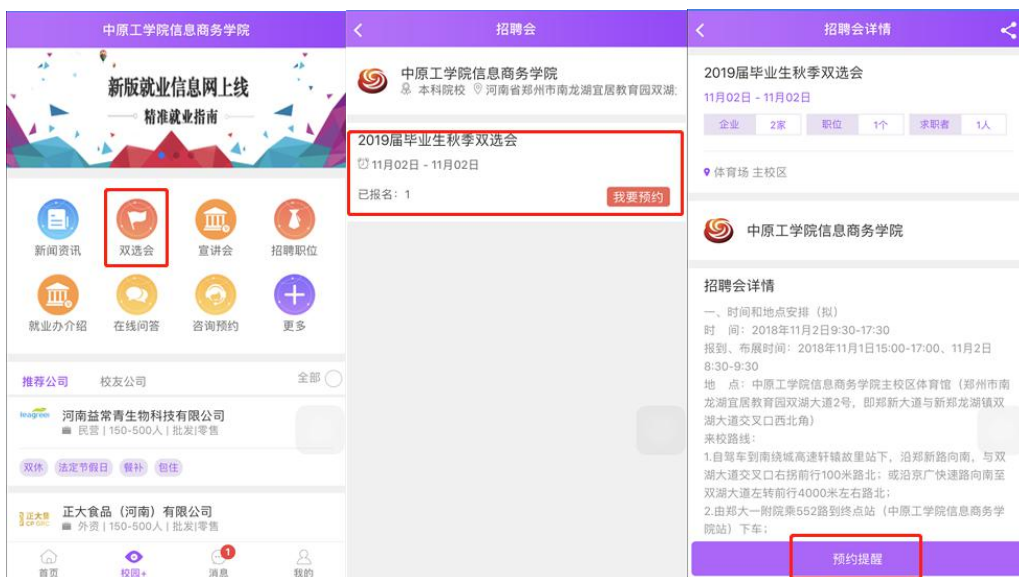 中原工学院信息商务学院
新版就业信息网上线
精准就业指南
新闻资讯 双选会 宣讲会 招聘职位
就业办介绍 在线问答 咨询预约 更多
推荐公司 校友公司 全部
河南益常青生物科技有限公司
民营 | 150-500人 | 批发|零售
双休 法定节假日 餐补 包住
正大食品（河南）有限公司
外资 | 150-500人 | 批发|零售
1
首页 校园+ 消息 我的
招聘会
中原工学院信息商务学院
本科院校 河南省郑州市南龙湖宜居教育园双湖
2019届毕业生秋季双选会
11月02日 - 11月02日
已报名：1 我要预约
招聘会详情
2019届毕业生秋季双选会
11月02日 - 11月02日
企业 2家 职位 1个 求职者 1人
体育场 主校区
中原工学院信息商务学院
招聘会详情
一、时间和地点安排（拟）
时 间：2018年11月2日9:30-17:30
报到、布展时间：2018年11月1日15:00-17:00、11月2日
8:30-9:30
地 点：中原工学院信息商务学院主校区体育馆（郑州市南
龙湖宜居教育园双湖大道2号，即郑新大道与新郑龙湖镇双
湖大道交叉口西北角）
来校路线：
1.自驾车到南绕城高速轩辕故里站下，沿郑新路向南，与双
湖大道交叉口右拐前行100米路北；或沿京广快速路向南至
双湖大道左转前行4000米左右路北；
2.由郑大一附院乘552路到终点站（中原工学院信息商务学
院站）下车；
预约提醒